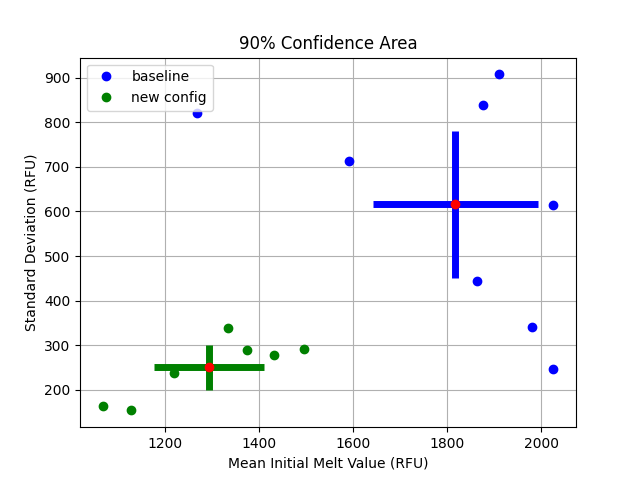 90% Confidence Area
baseline
new config
900
800
700
600
500
400
300
200
Standard Deviation (RFU)
1200 1400 1600 1800 2000
Mean Initial Melt Value (RFU)